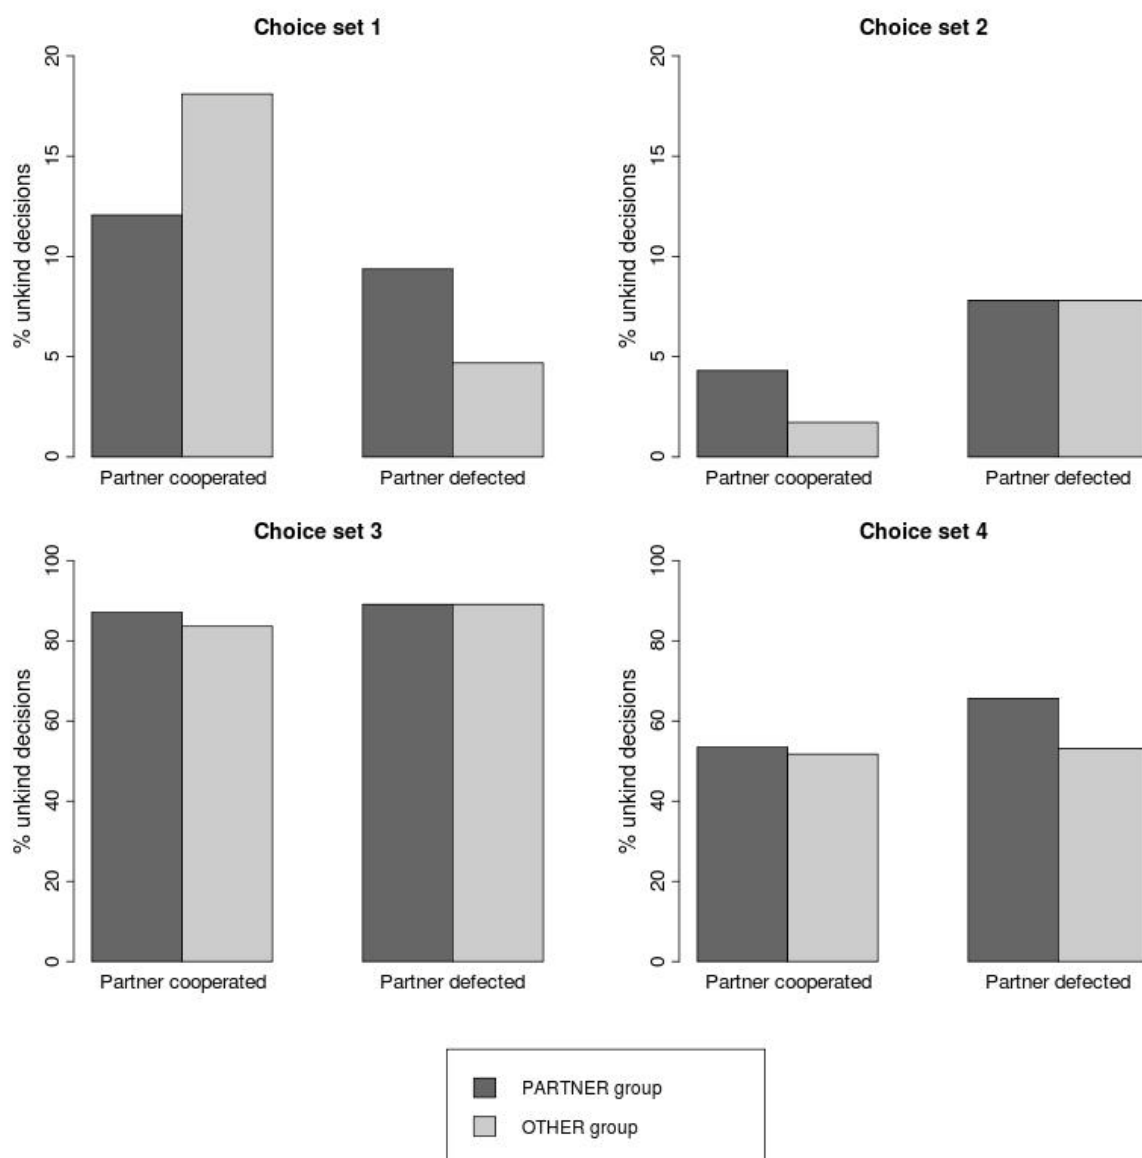 Choice set 1
% unkind decisions
20
15
10
5
0
Partner cooperated
Partner defected
Choice set 2
% unkind decisions
20
15
10
5
0
Partner cooperated
Partner defected
Choice set 3
% unkind decisions
100
80
60
40
20
0
Partner cooperated
Partner defected
Choice set 4
% unkind decisions
100
80
60
40
20
0
Partner cooperated
Partner defected
PARTNER group
OTHER group